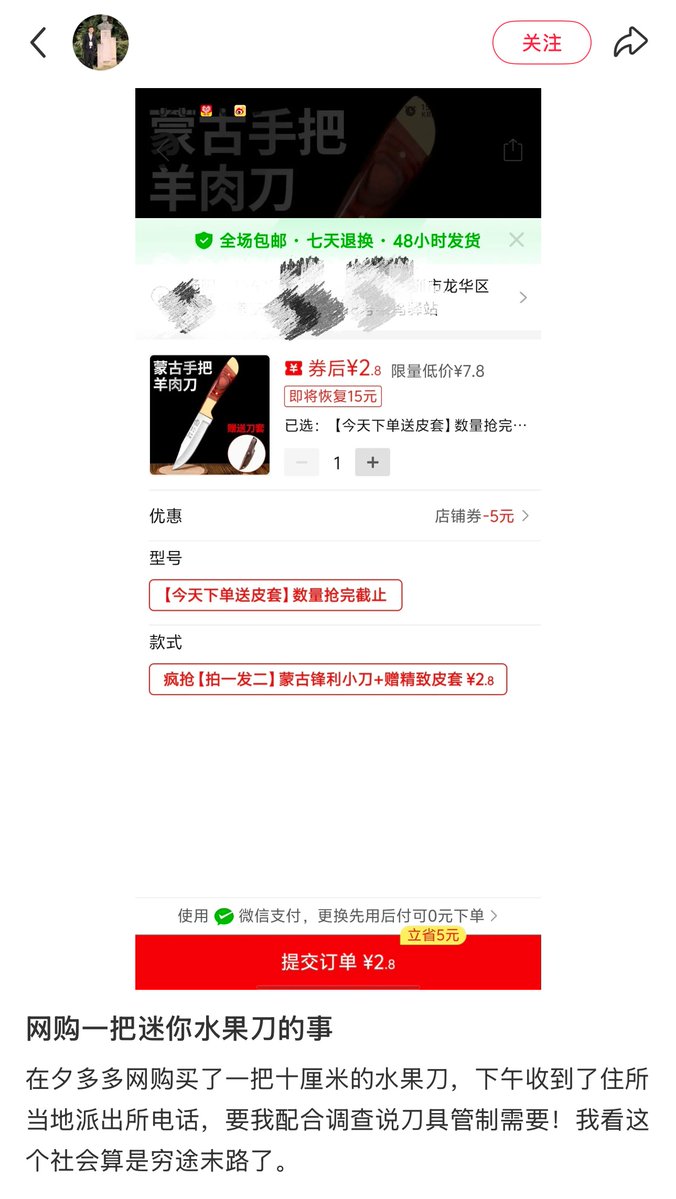 关注
蒙古手把
羊肉刀
全场包邮·七天退换·48小时发货
市龙华区
驿站
蒙古手把
羊肉刀
赠送刀套
券后¥2.8 限量低价¥7.8
即将恢复15元
已选：【今天下单送皮套】数量抢完…
1
优惠
店铺券-5元
型号
【今天下单送皮套】数量抢完截止
款式
疯抢【拍一发二】蒙古锋利小刀+赠精致皮套 ¥2.8
使用 微信支付，更换先用后付可0元下单
立省5元
提交订单 ¥2.8
网购一把迷你水果刀的事
在夕多多网购买了一把十厘米的水果刀，下午收到了住所
当地派出所电话，要我配合调查说刀具管制需要！我看这
个社会算是穷途末路了。